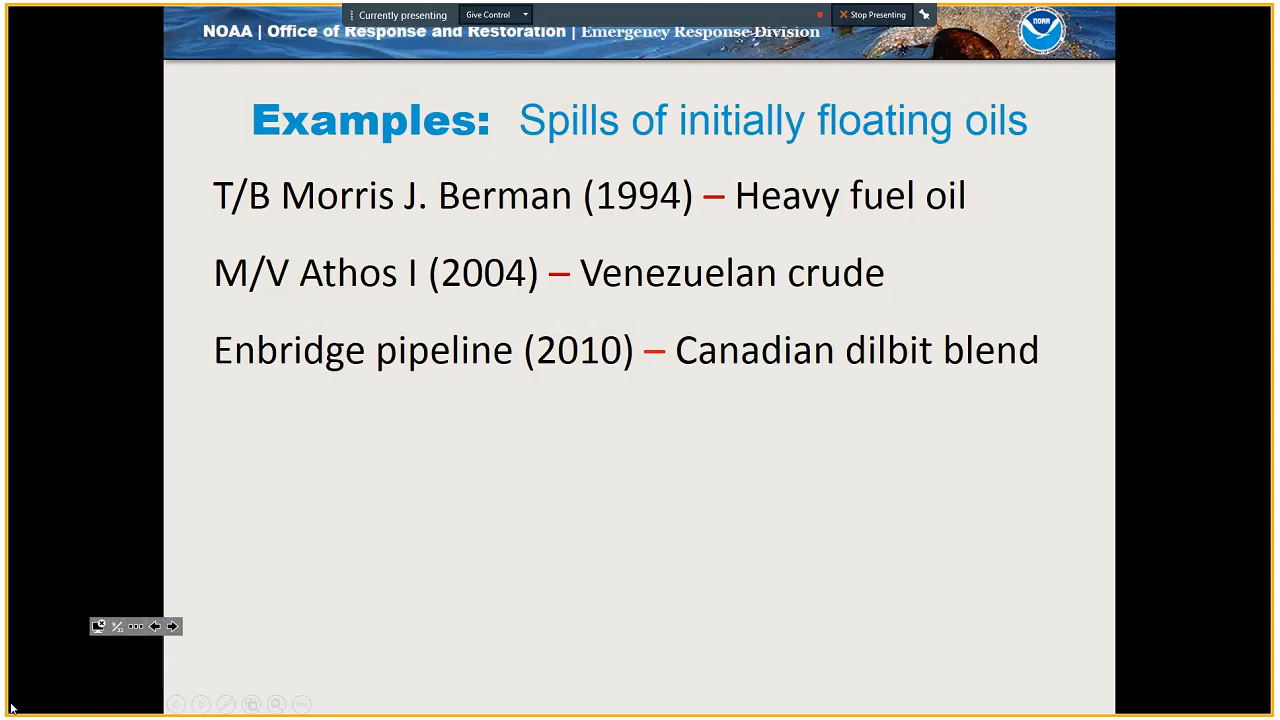 Currently presenting Give Control Stop Presenting
NOAA | Office of Response and Restoration | Emergency Response Division
NOAA
Examples: Spills of initially floating oils
T/B Morris J. Berman (1994) – Heavy fuel oil
M/V Athos I (2004) – Venezuelan crude
Enbridge pipeline (2010) – Canadian dilbit blend